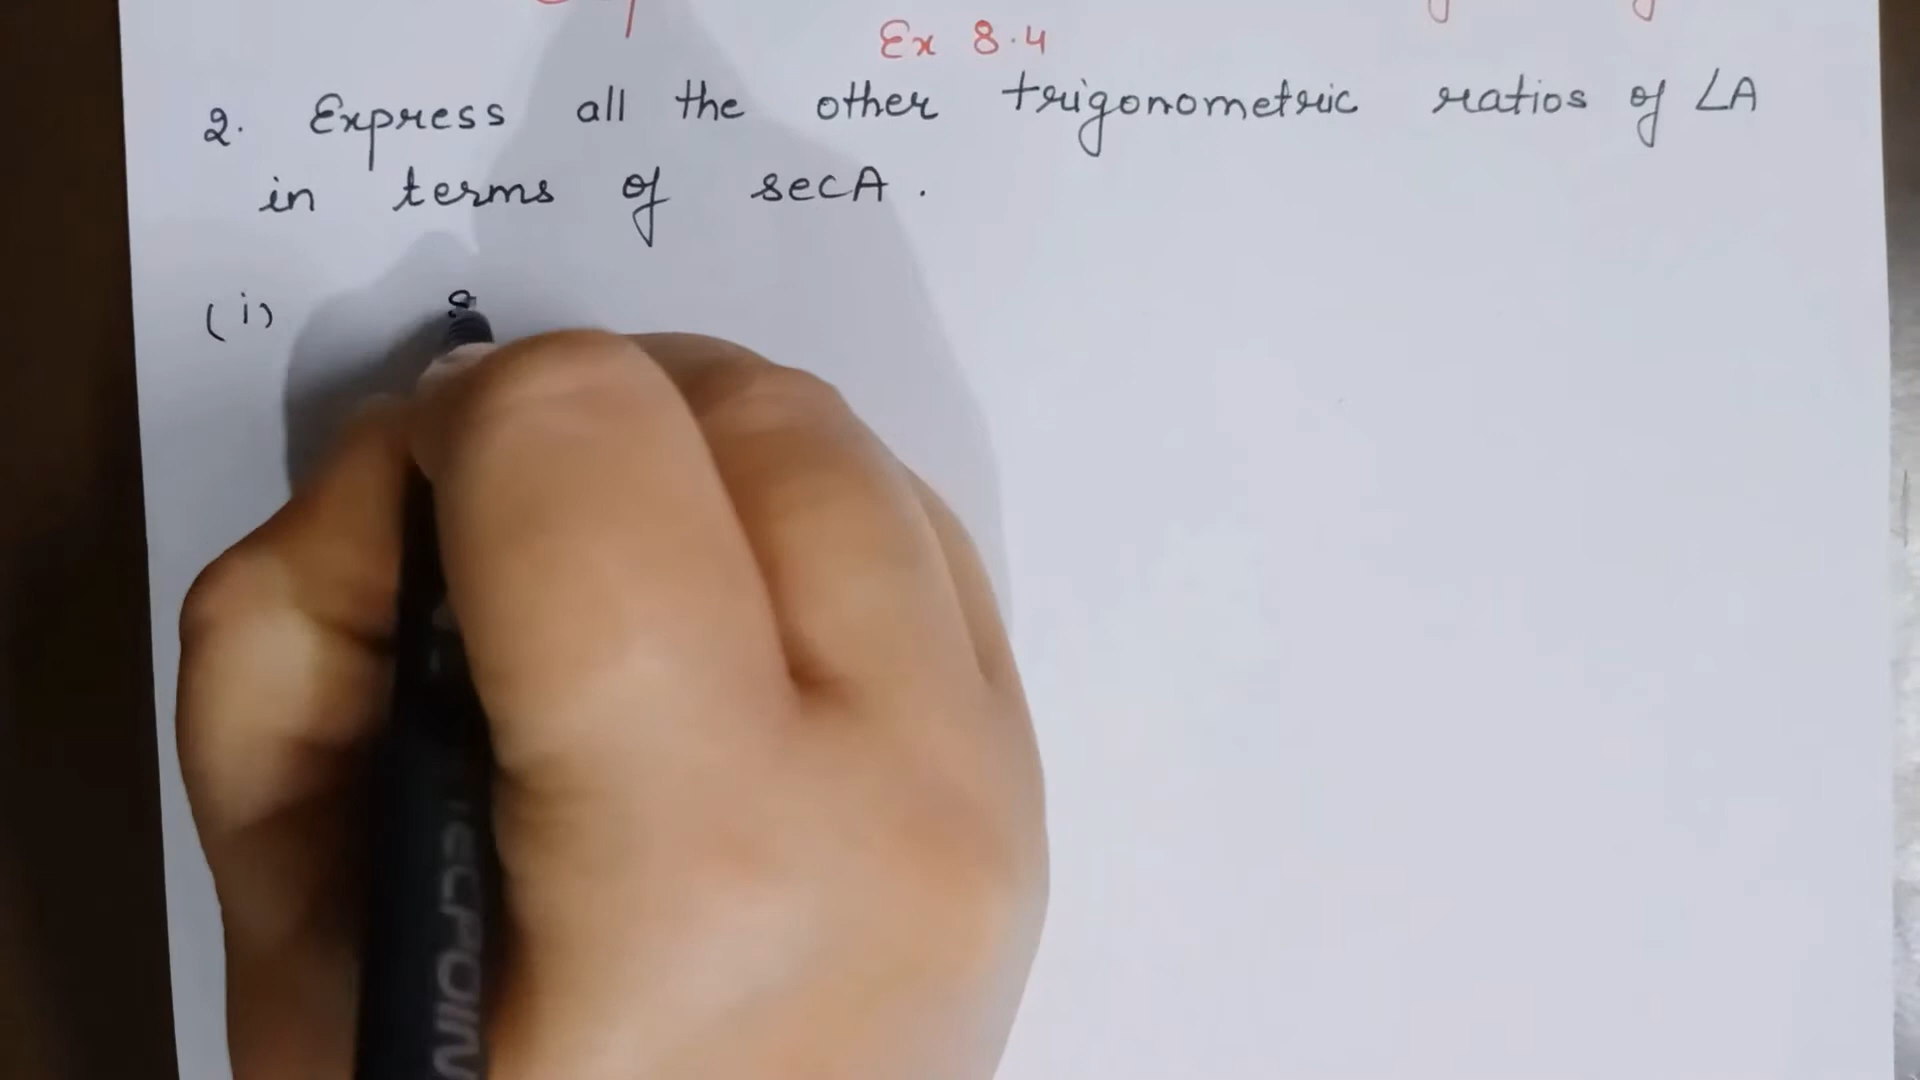 Ex 8.4
2. Express all the other trigonometric ratios of ∠A
in terms of secA.
(i)